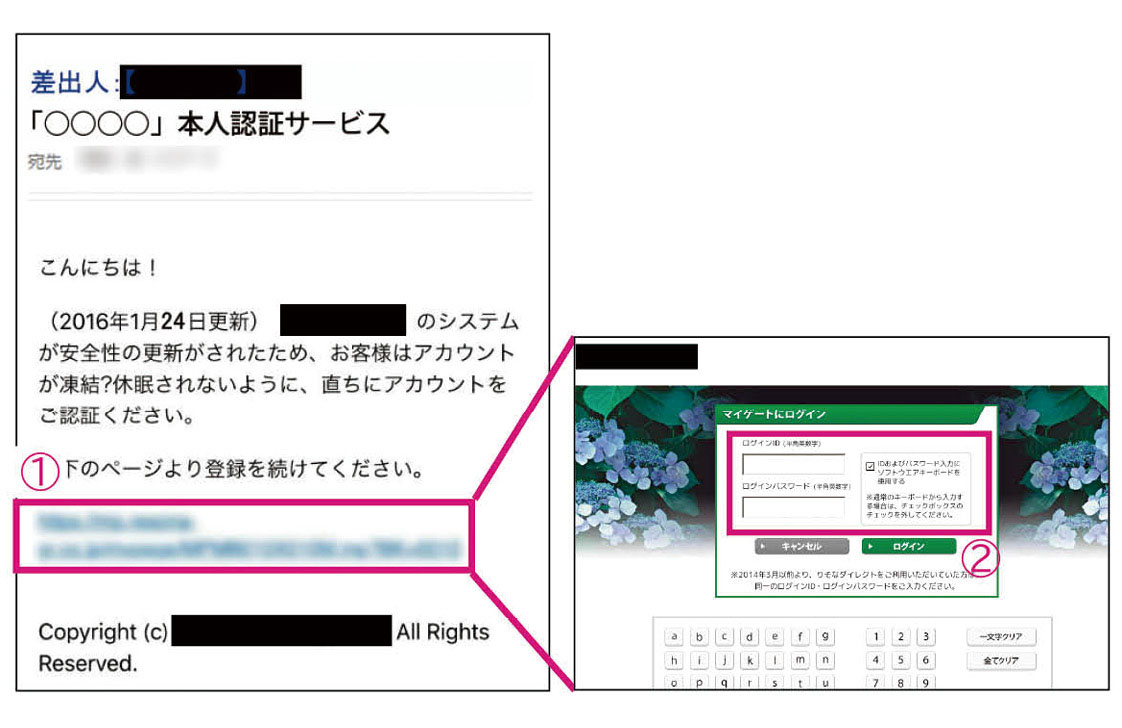 差出人:【 】
「○○○○」本人認証サービス
宛先
こんにちは！
（2016年1月24日更新） のシステム
が安全性の更新がされたため、お客様はアカウント
が凍結?休眠されないように、直ちにアカウントを
ご認証ください。
① 下のページより登録を続けてください。
Copyright (c) All Rights
Reserved.
マイゲートにログイン
ログインID（半角英数字）
ログインパスワード（半角英数字）
IDおよびパスワード入力に
ソフトウエアキーボードを
使用する
※通常のキーボードから入力す
る場合は、チェックボックスの
チェックを外してください。
キャンセル ログイン
②
※2014年3月以前より、りそなダイレクトをご利用いただいていた方は
同一のログインID・ログインパスワードをご入力ください。
a b c d e f g 1 2 3 一文字クリア
h i j k l m n 4 5 6 全てクリア
o p q r s t u 7 8 9